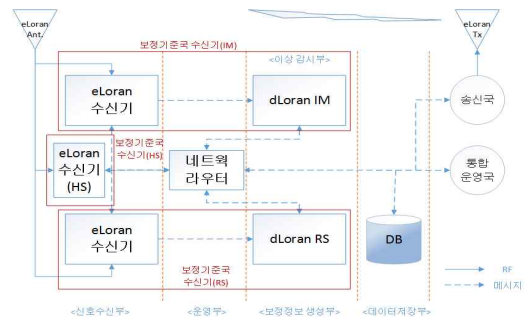 eLoran
Ant.
eLoran
Tx
보정기준국 수신기(IM)
<이상 감시부>
eLoran
수신기
dLoran IM
송신국
보정기준국
수신기(HS)
eLoran
수신기
(HS)
네트웍
라우터
통합
운영국
eLoran
수신기
dLoran RS
DB
보정기준국
수신기(RS)
RF
메시지
<신호수신부>
<운영부>
<보정정보 생성부>
<데이터저장부>